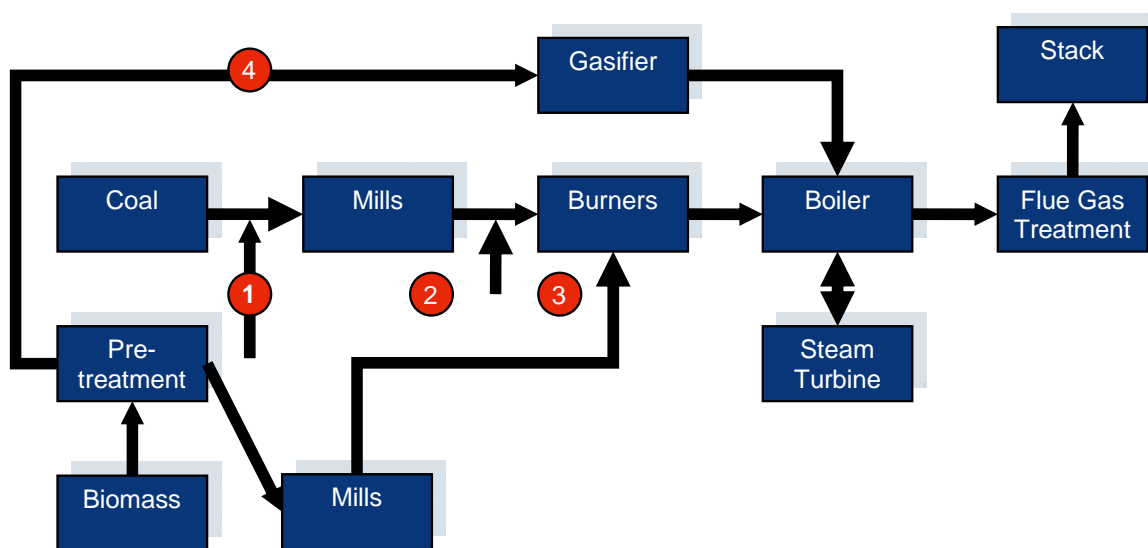 4
Gasifier
Stack
Coal
Mills
Burners
Boiler
Flue Gas
Treatment
1
2
3
Pre-
treatment
Steam
Turbine
Biomass
Mills